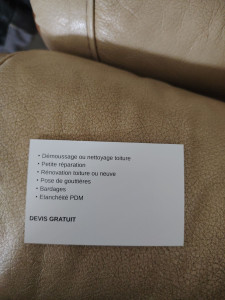 • Démoussage ou nettoyage toiture
• Petite réparation
• Rénovation toiture ou neuve
• Pose de gouttières
• Bardages
• Etanchéité PDM
DEVIS GRATUIT